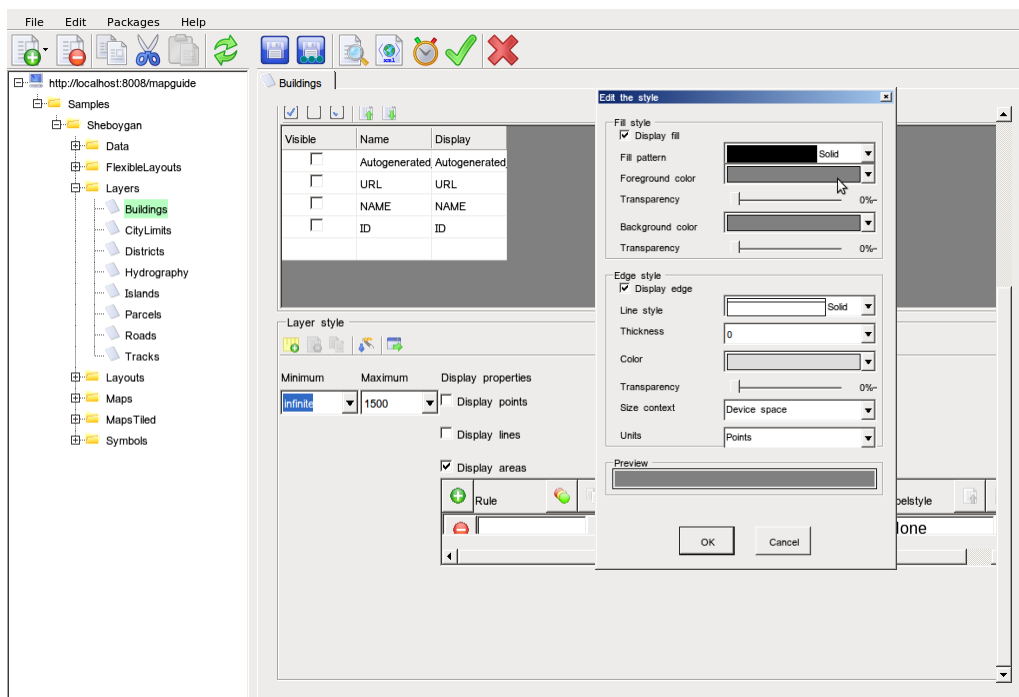 File Edit Packages Help
http://localhost:8008/mapguide
Samples
Sheboygan
Data
FlexibleLayouts
Layers
Buildings
CityLimits
Districts
Hydrography
Islands
Parcels
Roads
Tracks
Layouts
Maps
MapsTiled
Symbols
Buildings
Visible Name Display
Autogenerated Autogenerated
URL URL
NAME NAME
ID ID
Layer style
Minimum Maximum Display properties
infinite 1500 Display points
Display lines
Display areas
Rule
belstyle
Edit the style
Fill style
Display fill
Fill pattern Solid
Foreground color
Transparency 0%
Background color
Transparency 0%
Edge style
Display edge
Line style Solid
Thickness 0
Color
Transparency 0%
Size context Device space
Units Points
Preview
OK Cancel